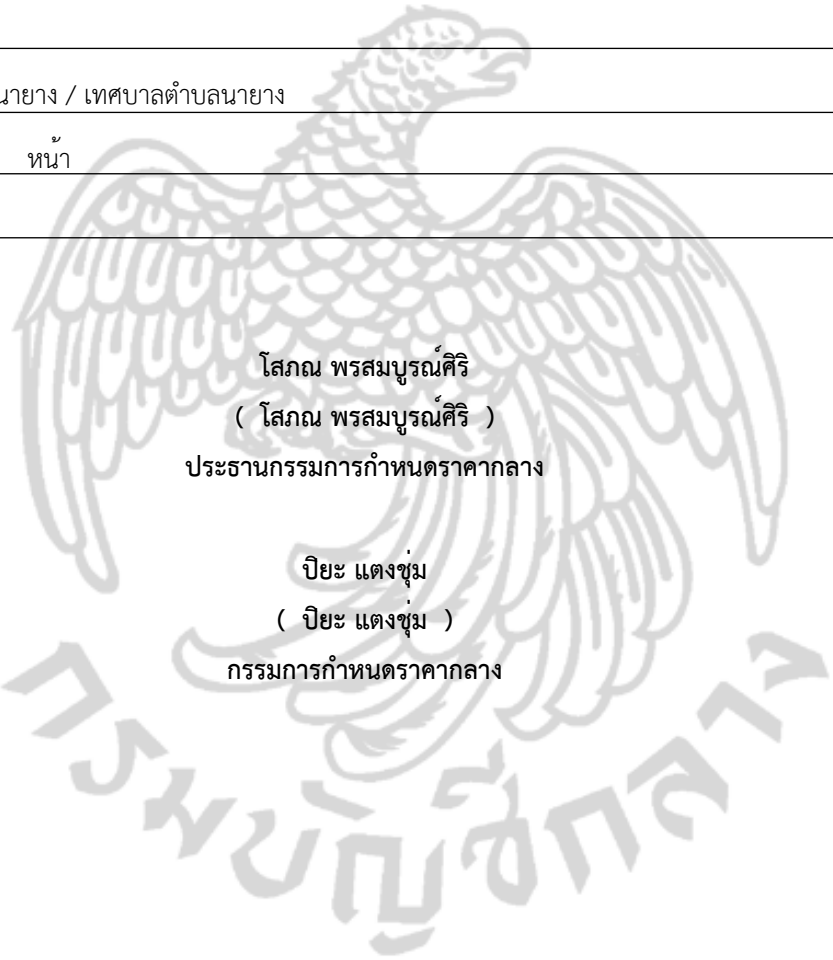 นายาง / เทศบาลตำบลนายาง
หน้า
โสภณ พรสมบูรณ์ศิริ
( โสภณ พรสมบูรณ์ศิริ )
ประธานกรรมการกำหนดราคากลาง
ปิยะ แตงชุ่ม
( ปิยะ แตงชุ่ม )
กรรมการกำหนดราคากลาง
กรมบัญชีกลาง